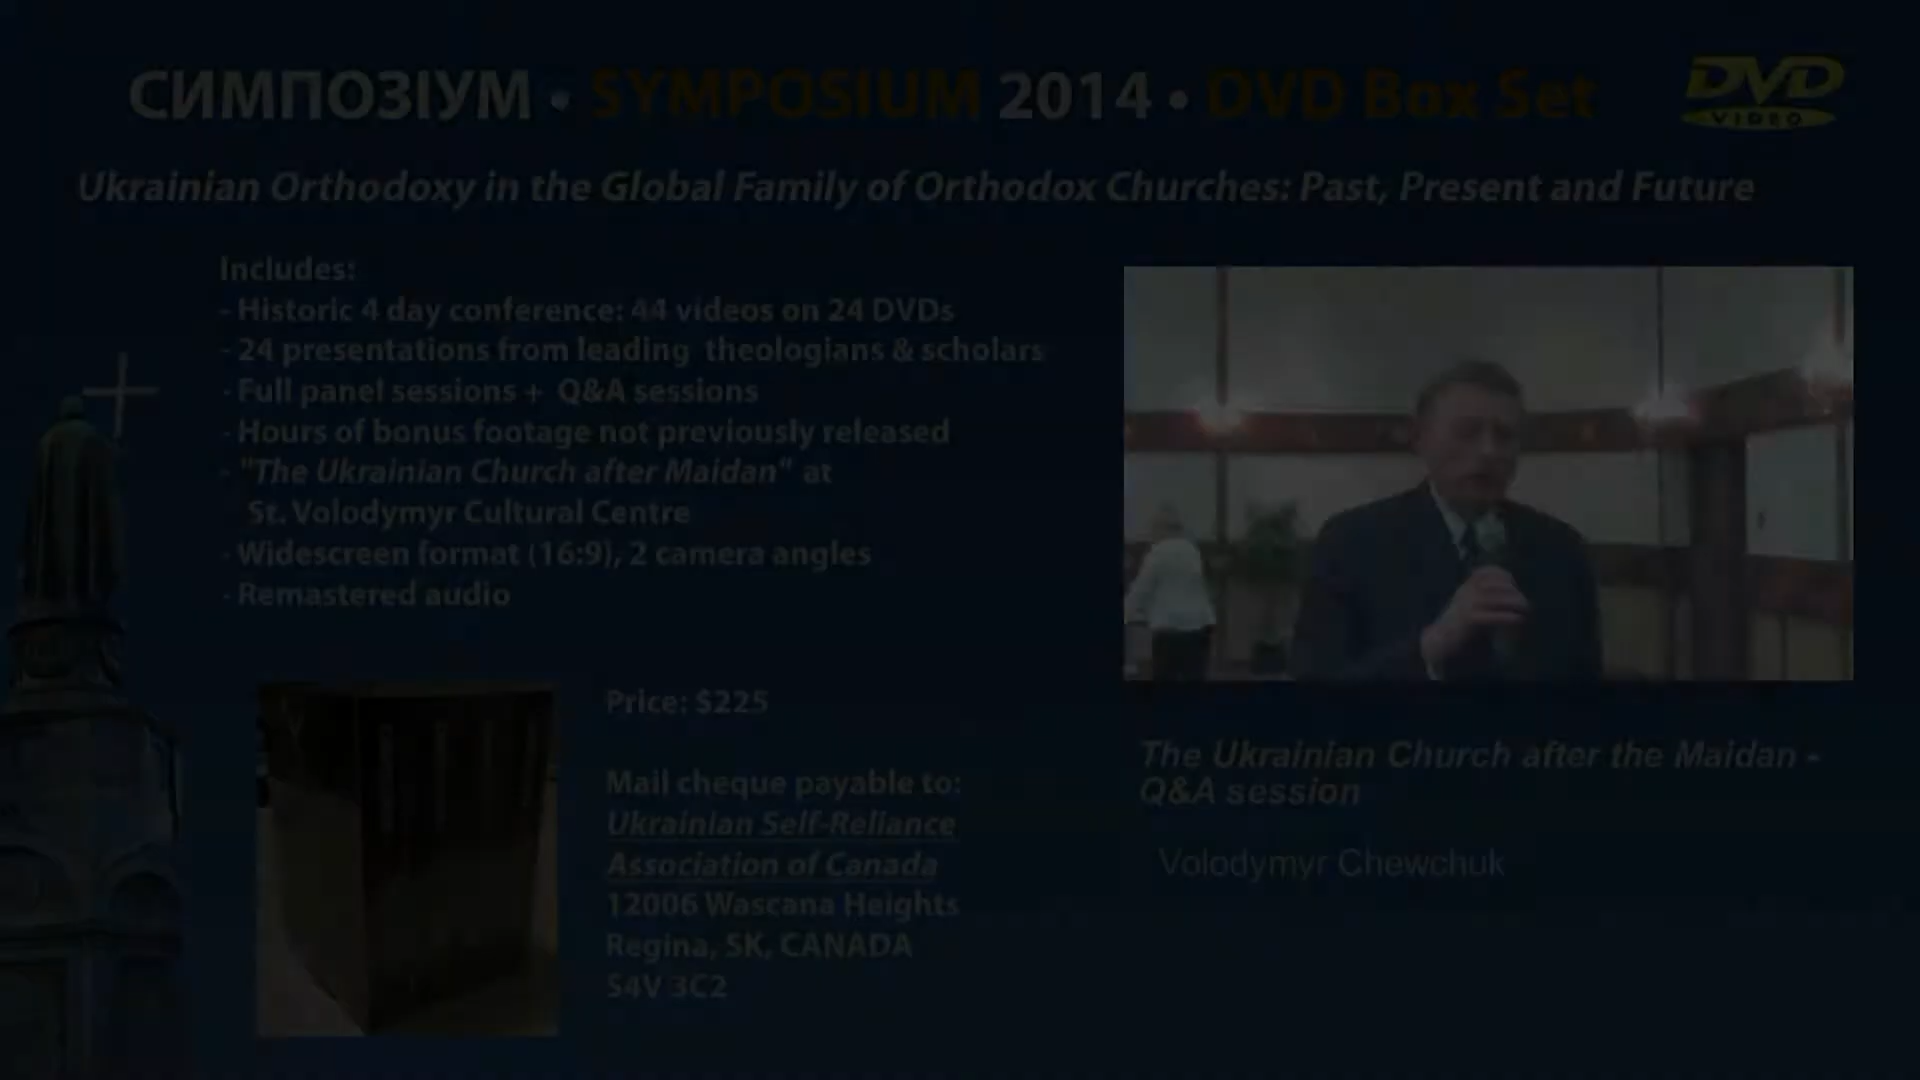 СИМПОЗІУМ • SYMPOSIUM 2014 • DVD Box Set
DVD
VIDEO
Ukrainian Orthodoxy in the Global Family of Orthodox Churches: Past, Present and Future
Includes:
- Historic 4 day conference: 44 videos on 24 DVDs
- 24 presentations from leading theologians & scholars
- Full panel sessions + Q&A sessions
- Hours of bonus footage not previously released
- "The Ukrainian Church after Maidan" at
St. Volodymyr Cultural Centre
- Widescreen format (16:9), 2 camera angles
- Remastered audio
Price: $225
Mail cheque payable to:
Ukrainian Self-Reliance
Association of Canada
12006 Wascana Heights
Regina, SK, CANADA
S4V 3C2
The Ukrainian Church after the Maidan -
Q&A session
Volodymyr Chewchuk